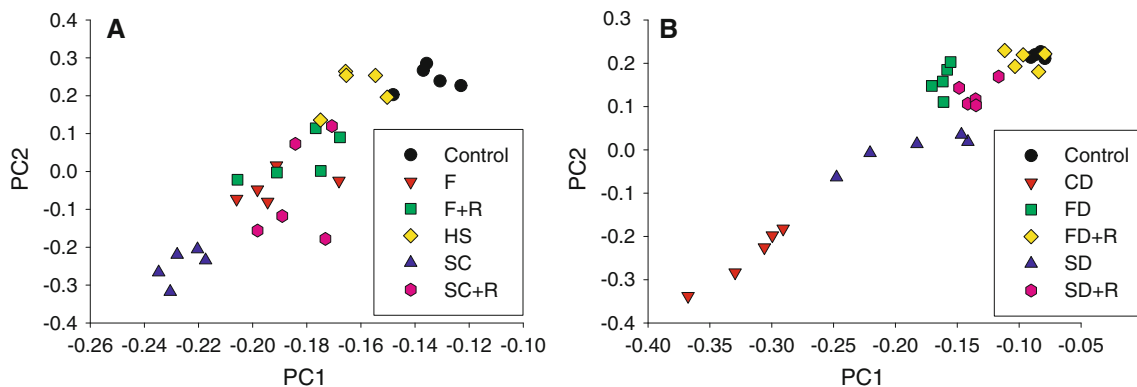 A
0.4
0.3
0.2
0.1
0.0
-0.1
-0.2
-0.3
-0.4
PC2
-0.26 -0.24 -0.22 -0.20 -0.18 -0.16 -0.14 -0.12 -0.10
PC1
Control
F
F+R
HS
SC
SC+R
B
0.3
0.2
0.1
0.0
-0.1
-0.2
-0.3
-0.4
PC2
-0.40 -0.35 -0.30 -0.25 -0.20 -0.15 -0.10 -0.05
PC1
Control
CD
FD
FD+R
SD
SD+R